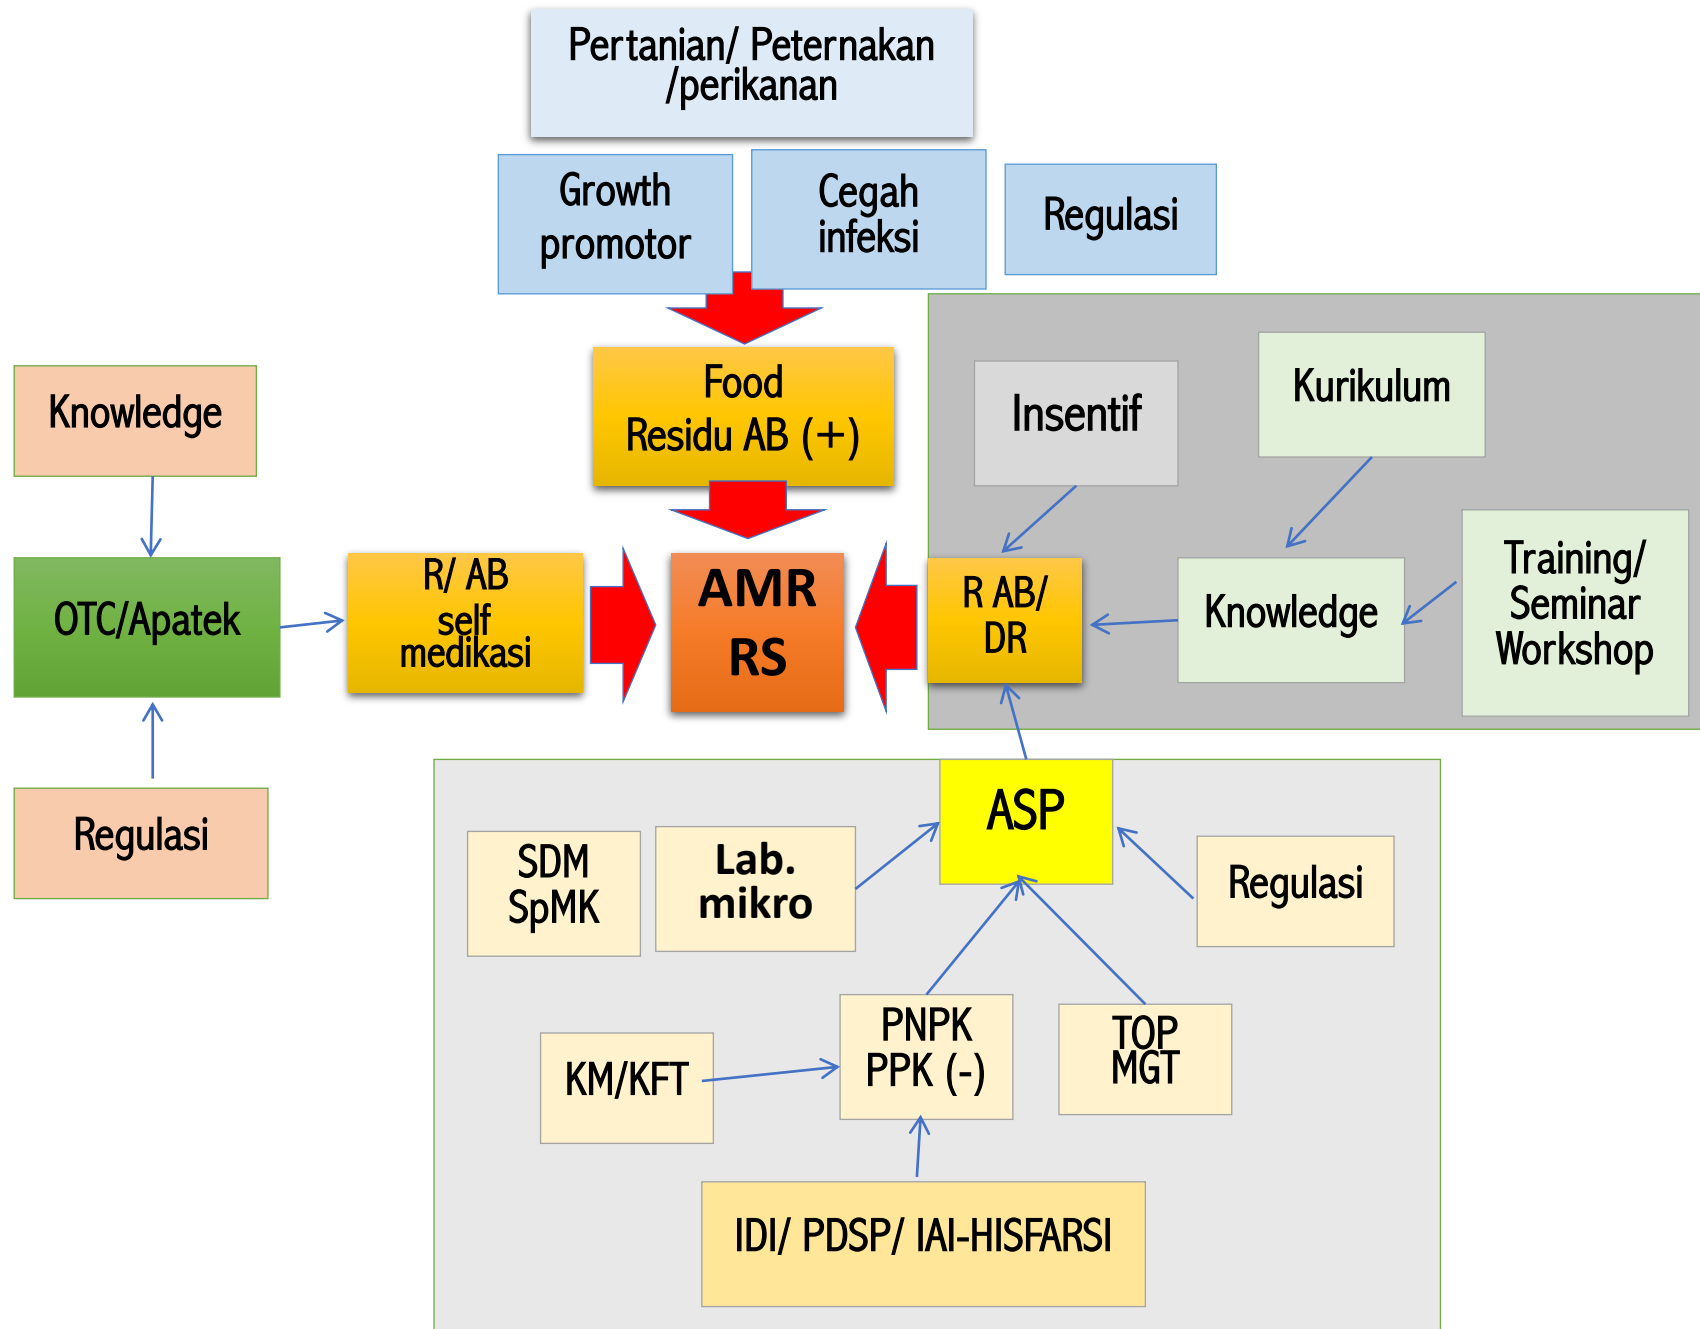 Pertanian/ Peternakan
/perikanan
Growth
promotor
Cegah
infeksi
Regulasi
Food
Residu AB (+)
Knowledge
OTC/Apatek
Regulasi
R/ AB
self
medikasi
AMR
RS
R AB/
DR
Insentif
Kurikulum
Knowledge
Training/
Seminar
Workshop
ASP
SDM
SpMK
Lab.
mikro
Regulasi
KM/KFT
PNPK
PPK (-)
TOP
MGT
IDI/ PDSP/ IAI-HISFARSI